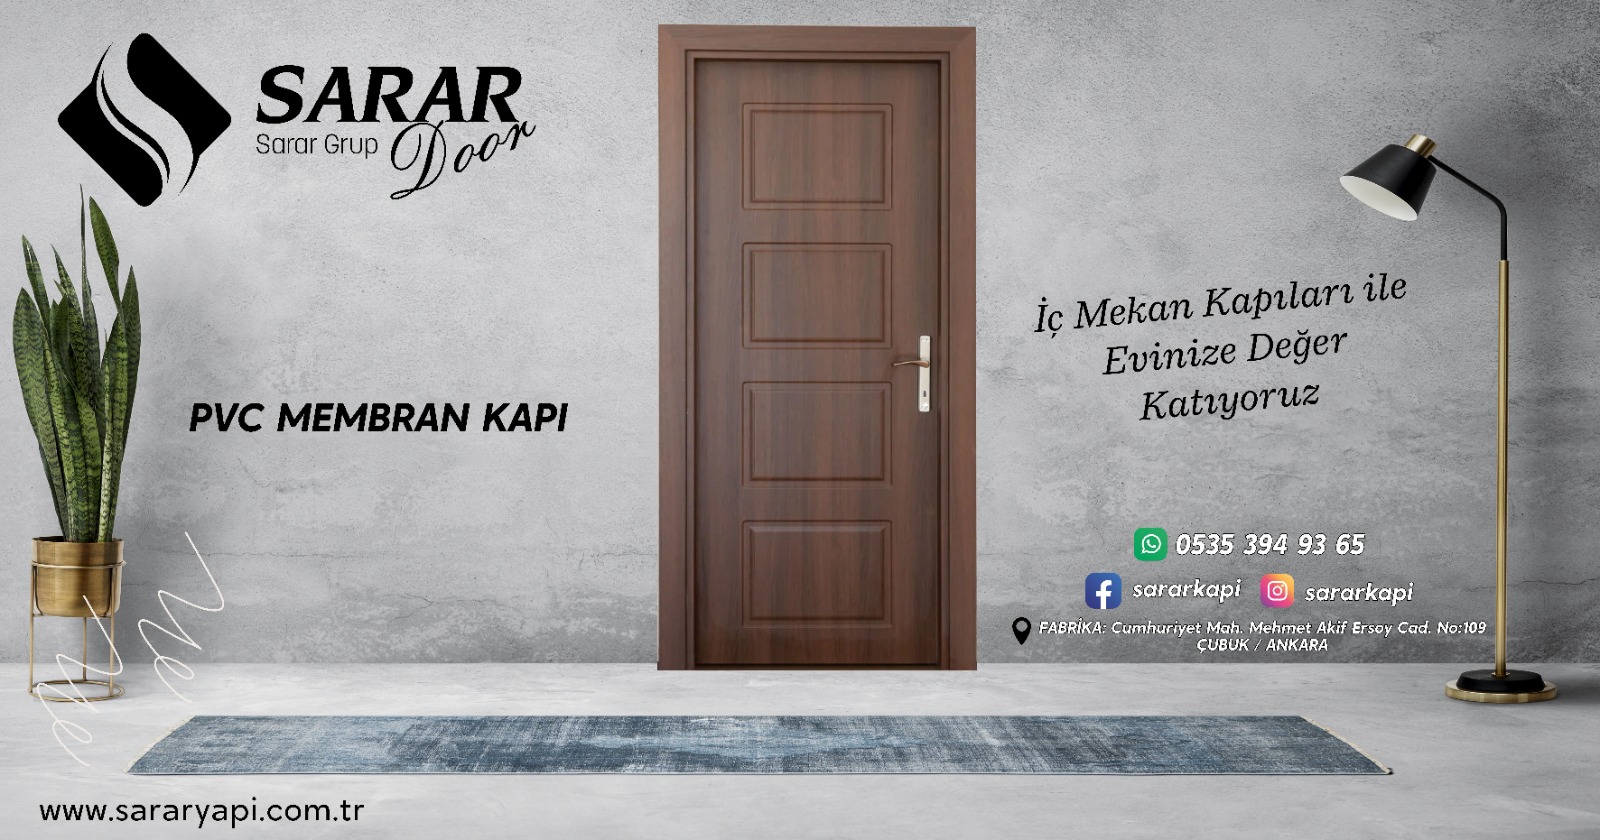 SARAR
Sarar Grup
Door
PVC MEMBRAN KAPI
İç Mekan Kapıları ile
Evinize Değer
Katıyoruz
0535 394 93 65
sararkapi
sararkapi
FABRİKA: Cumhuriyet Mah. Mehmet Akif Ersoy Cad. No:109
ÇUBUK / ANKARA
www.sararyapi.com.tr